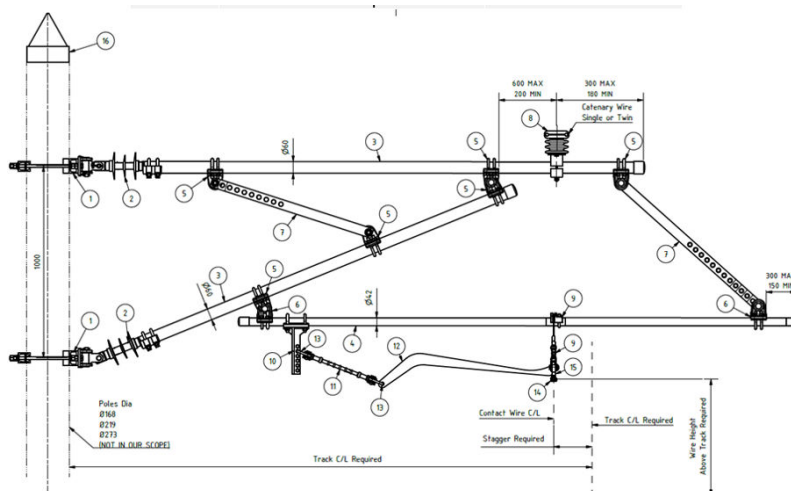 16
600 MAX
200 MIN
300 MAX
180 MIN
Catenary Wire
Single or Twin
8
3
5
5
Ø60
1
2
5
5
5
7
7
1000
3
Ø60
5
6
Ø42
4
9
6
300 MAX
150 MIN
1
2
10
13
12
9
11
13
14
15
Poles Dia
Ø168
Ø219
Ø273
(NOT IN OUR SCOPE)
Contact Wire C/L
Track C/L Required
Stagger Required
Wire Height
Above Track Required
Track C/L Required